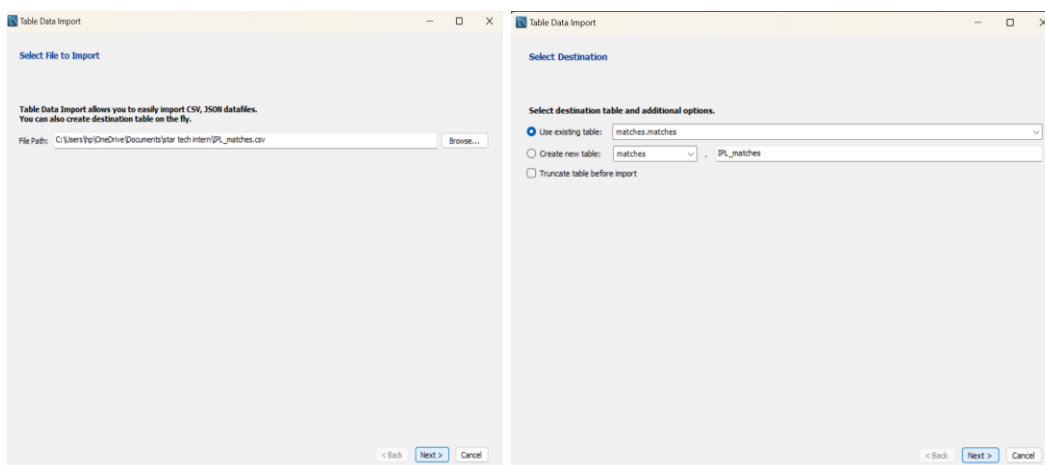 Table Data Import
Select File to Import
Table Data Import allows you to easily import CSV, JSON datafiles.
You can also create destination table on the fly.
File Path: C:\Users\hp\OneDrive\Documents\star tech intern\IPL_matches.csv Browse...
< Back Next > Cancel
Table Data Import
Select Destination
Select destination table and additional options.
Use existing table: matches.matches
Create new table: matches . IPL_matches
Truncate table before import
< Back Next > Cancel